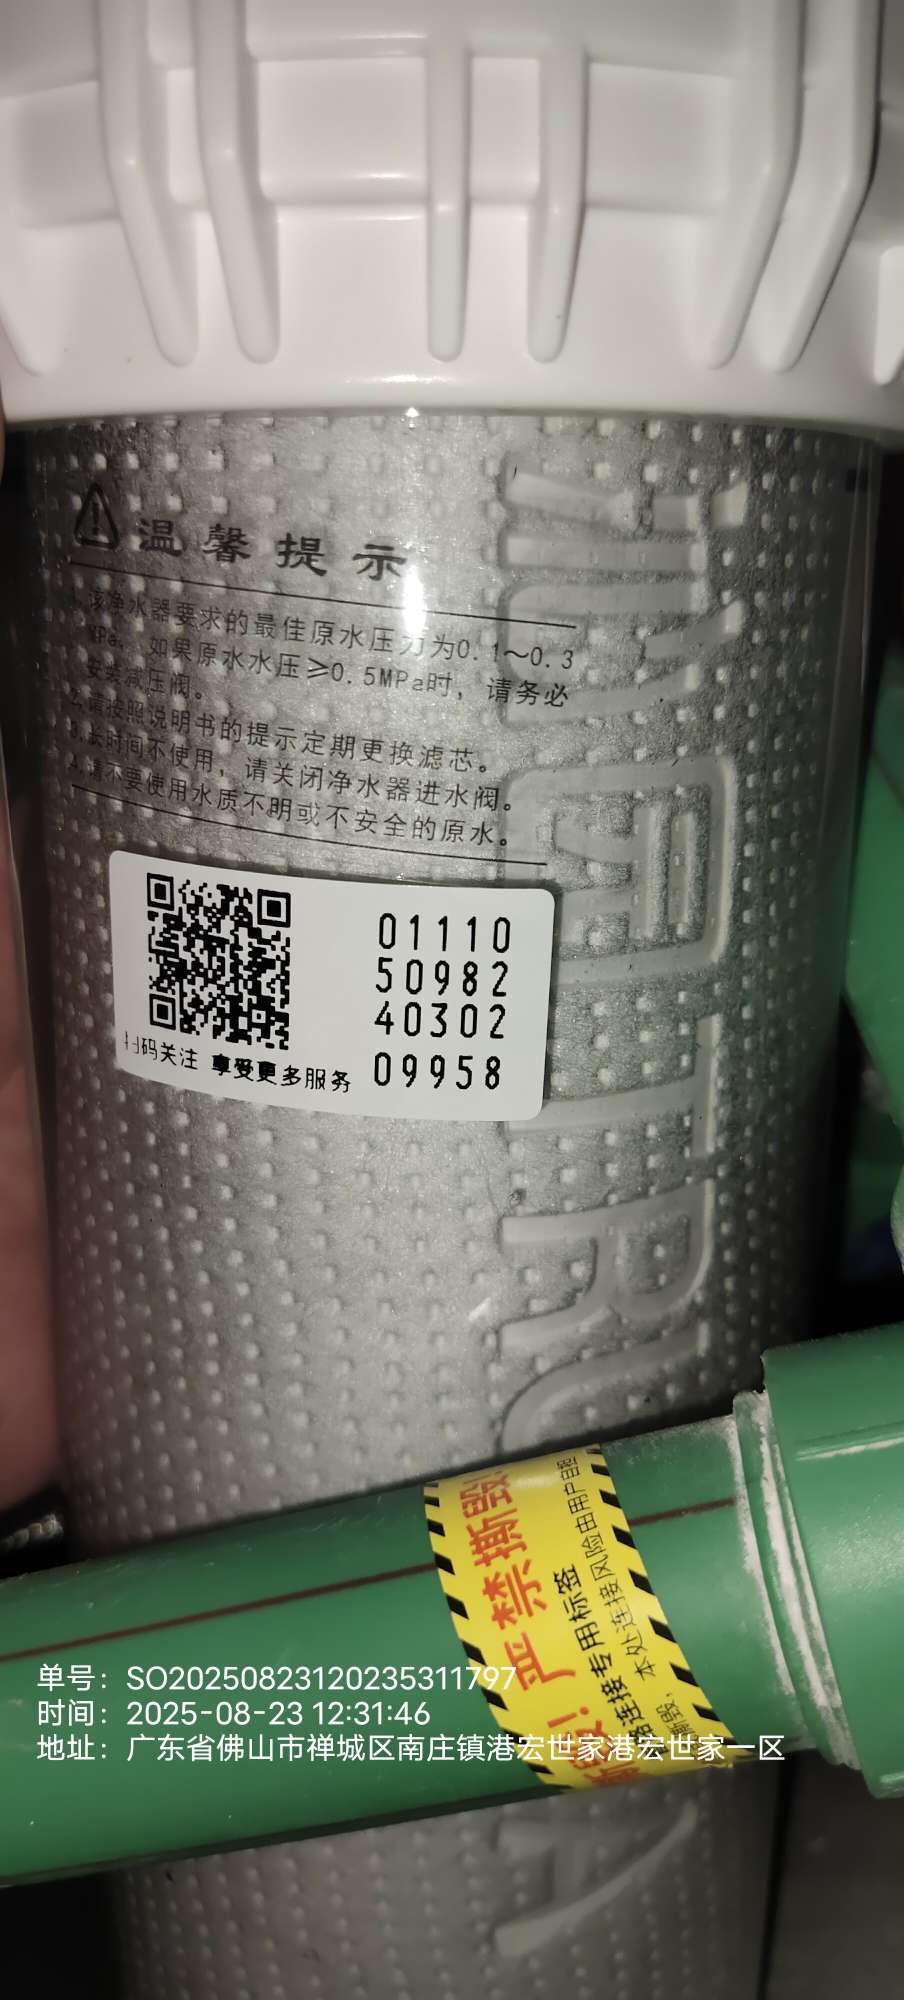 温馨提示
1.该净水器要求的最佳原水压力为0.1～0.3
MPa，如果原水水压≥0.5MPa时，请务必
安装减压阀。
2.请按照说明书的提示定期更换滤芯。
3.长时间不使用，请关闭净水器进水阀。
4.请不要使用水质不明或不安全的原水。
01110
50982
40302
09958
扫码关注 享受更多服务
严禁撕毁
路连接专用标签
本处连接风险由用户自担
撕毁，
单号：SO20250823120235311797
时间：2025-08-23 12:31:46
地址：广东省佛山市禅城区南庄镇港宏世家港宏世家一区